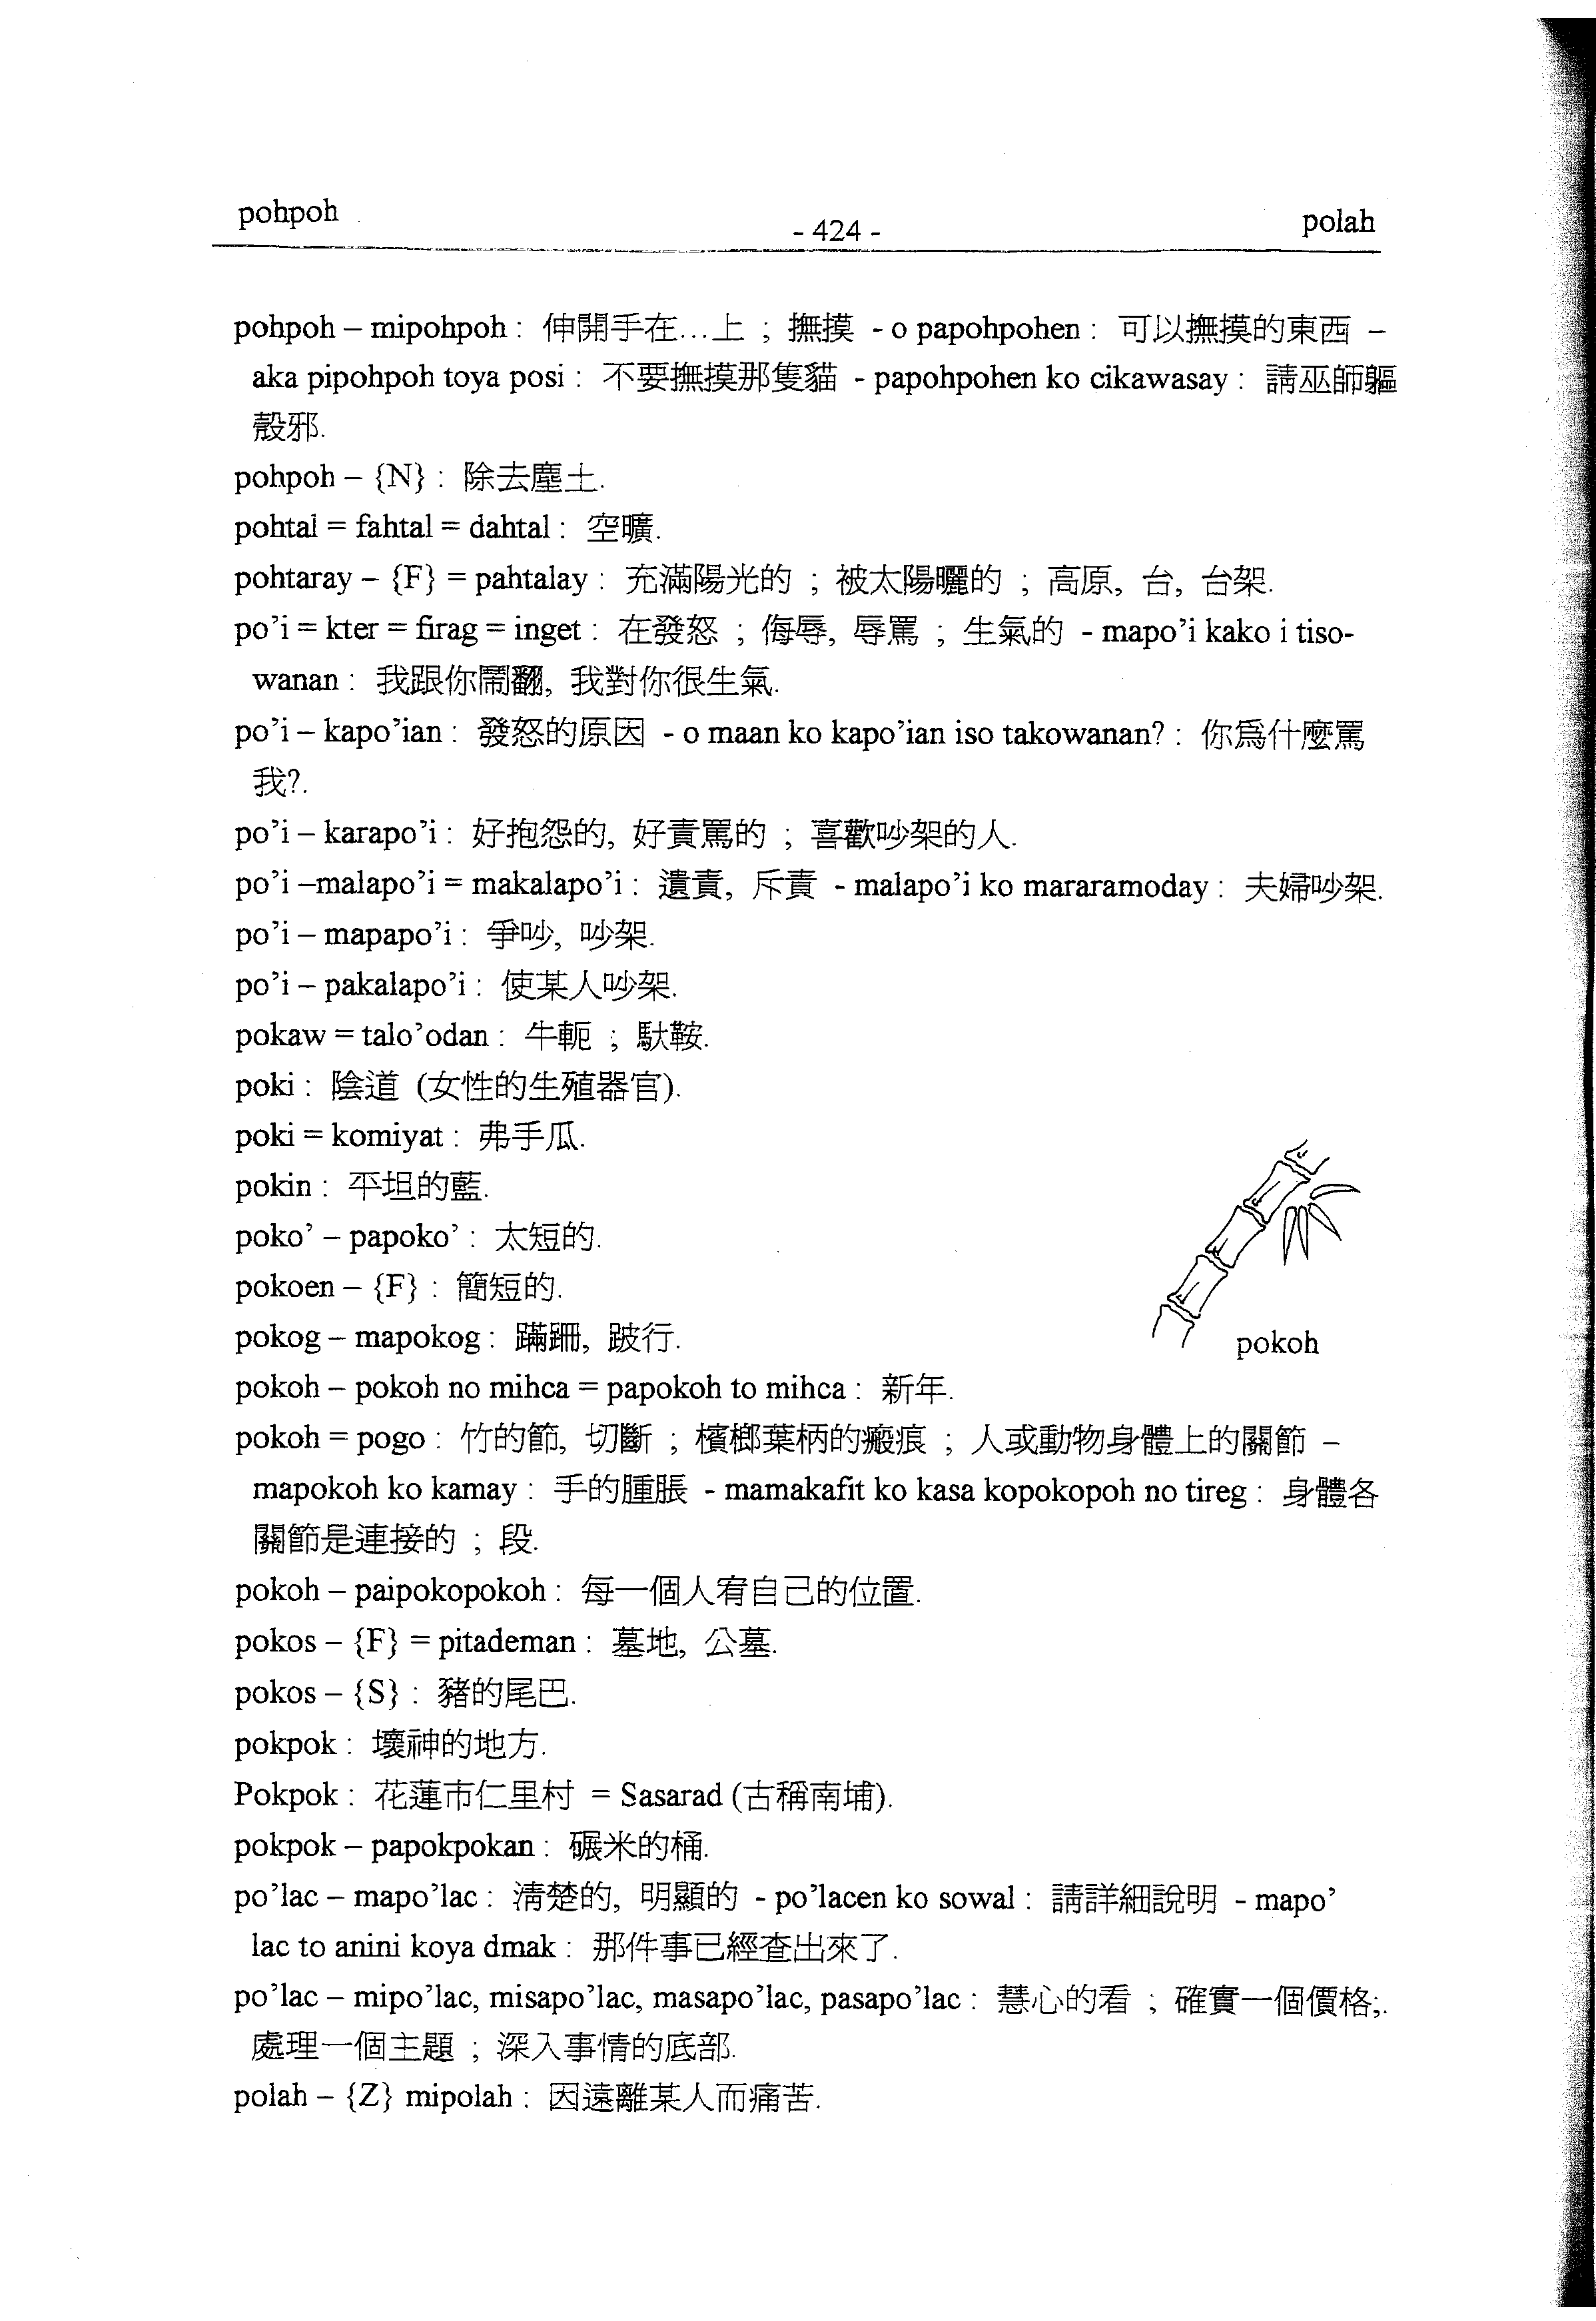 pohpoh
- 424 -
polah
pohpoh – mipohpoh : 伸開手在…上 ; 撫摸 - o papohpohen : 可以撫摸的東西 –
aka pipohpoh toya posi : 不要撫摸那隻貓 - papohpohen ko cikawasay : 請巫師軀
殼邪.
pohpoh – {N} : 除去塵土.
pohtal = fahtal = dahtal : 空曠.
pohtaray – {F} = pahtalay : 充滿陽光的 ; 被太陽曬的 ; 高原, 台, 台架.
po’i = kter = firag = inget : 在發怒 ; 侮辱, 辱罵 ; 生氣的 - mapo’i kako i tiso-
wanan : 我跟你鬧翻, 我對你很生氣.
po’i – kapo’ian : 發怒的原因 - o maan ko kapo’ian iso takowanan? : 你爲什麼罵
我?.
po’i – karapo’i : 好抱怨的, 好責罵的 ; 喜歡吵架的人.
po’i –malapo’i = makalapo’i : 遺責, 斥責 - malapo’i ko mararamoday : 夫婦吵架.
po’i – mapapo’i : 爭吵, 吵架.
po’i – pakalapo’i : 使某人吵架.
pokaw = talo’odan : 牛軛 ; 馱鞍.
poki : 陰道 (女性的生殖器官).
poki = komiyat : 弗手瓜.
pokin : 平坦的藍.
poko’ – papoko’ : 太短的.
pokoen – {F} : 簡短的.
pokog – mapokog : 蹣跚, 跛行.
pokoh
pokoh – pokoh no mihca = papokoh to mihca : 新年.
pokoh = pogo : 竹的節, 切斷 ; 檳榔葉柄的瘢痕 ; 人或動物身體上的關節 –
mapokoh ko kamay : 手的腫脹 - mamakafit ko kasa kopokopoh no tireg : 身體各
關節是連接的 ; 段.
pokoh – paipokopokoh : 每一個人宥自己的位置.
pokos – {F} = pitademan : 墓地, 公墓.
pokos – {S} : 豬的尾巴.
pokpok : 壞神的地方.
Pokpok : 花蓮市仁里村 = Sasarad (古稱南埔).
pokpok – papokpokan : 碾米的桶.
po’lac – mapo’lac : 清楚的, 明顯的 - po’lacen ko sowal : 請詳細說明 - mapo’
lac to anini koya dmak : 那件事已經查出來了.
po’lac – mipo’lac, misapo’lac, masapo’lac, pasapo’lac : 慧心的看 ; 確實一個價格;.
處理一個主題 ; 深入事情的底部.
polah – {Z} mipolah : 因遠離某人而痛苦.